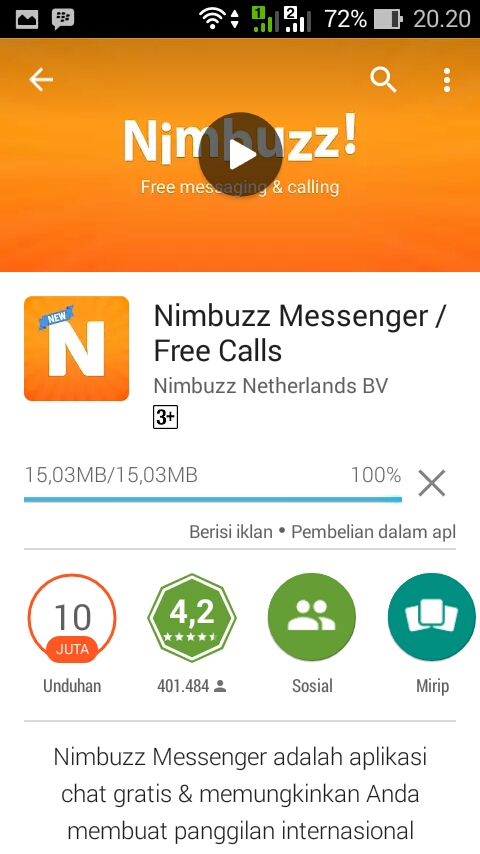 1 2 72% 20.20
Nimbuzz!
Free messaging & calling
NEW
N
Nimbuzz Messenger /
Free Calls
Nimbuzz Netherlands BV
3+
15,03MB/15,03MB 100%
Berisi iklan • Pembelian dalam apl
10
JUTA
4,2
Unduhan 401.484 Sosial Mirip
Nimbuzz Messenger adalah aplikasi
chat gratis & memungkinkan Anda
membuat panggilan internasional